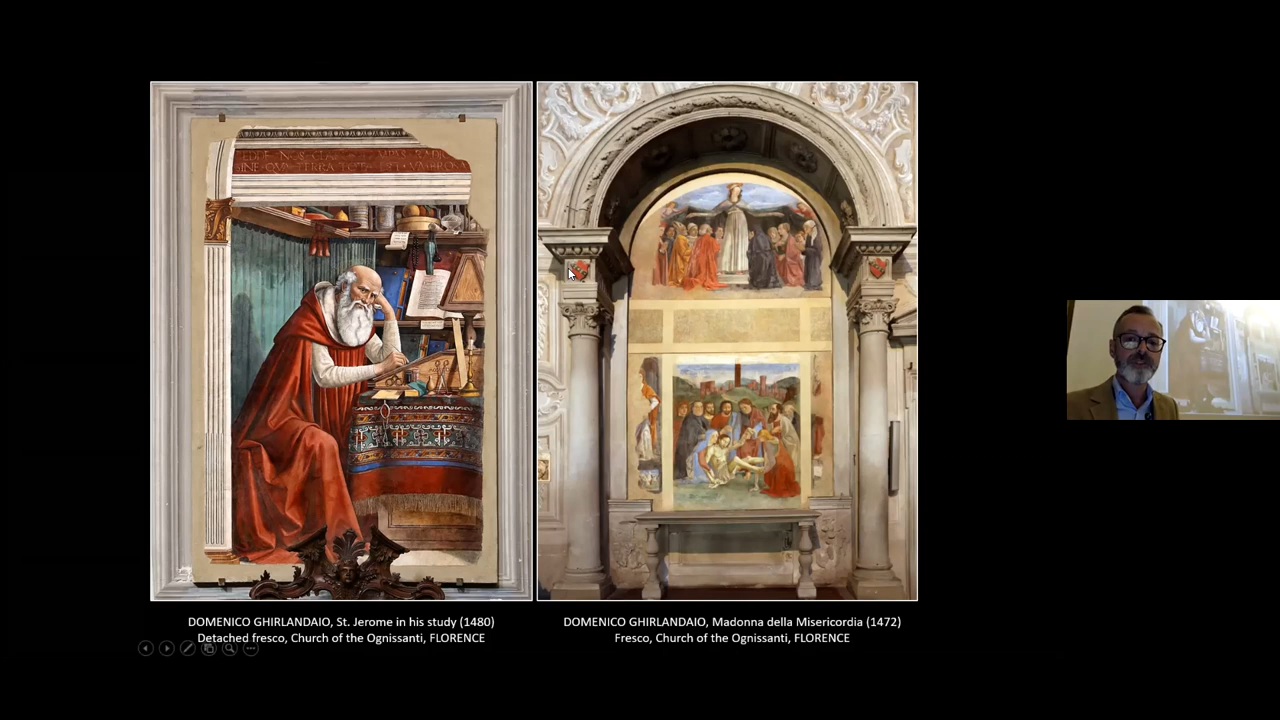 DOMENICO GHIRLANDAIO, St. Jerome in his study (1480)
Detached fresco, Church of the Ognissanti, FLORENCE
DOMENICO GHIRLANDAIO, Madonna della Misericordia (1472)
Fresco, Church of the Ognissanti, FLORENCE